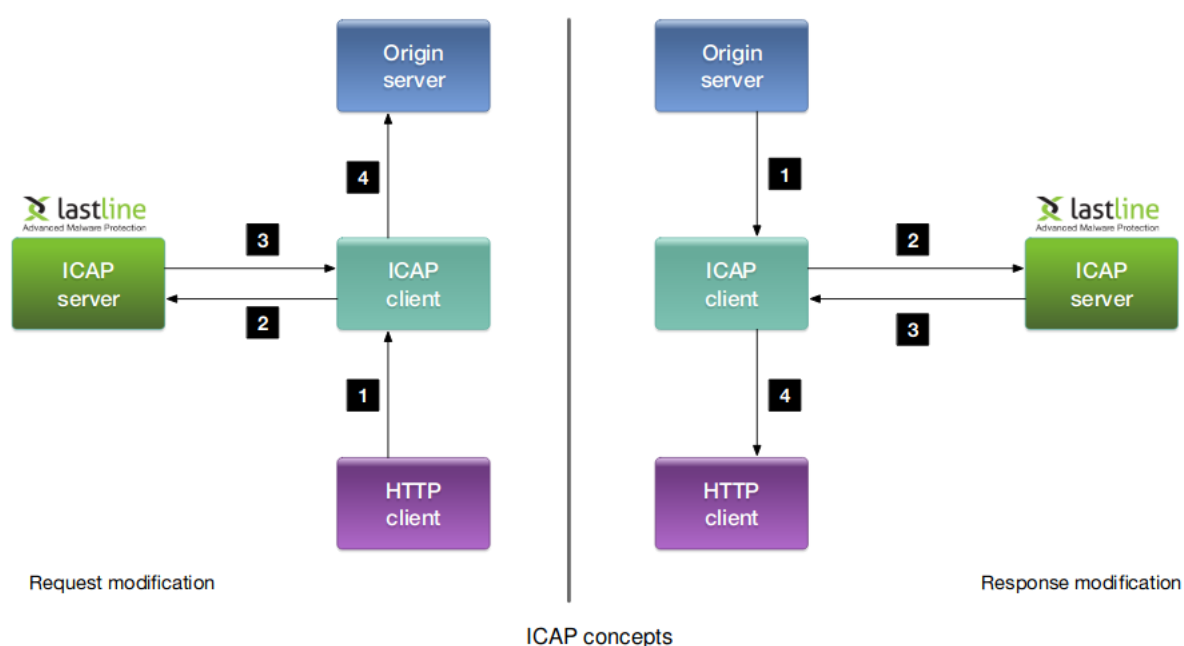 Origin
server
4
lastline
Advanced Malware Protection
ICAP
server
3
2
ICAP
client
1
HTTP
client
Request modification
Origin
server
1
ICAP
client
2
3
lastline
Advanced Malware Protection
ICAP
server
4
HTTP
client
Response modification
ICAP concepts